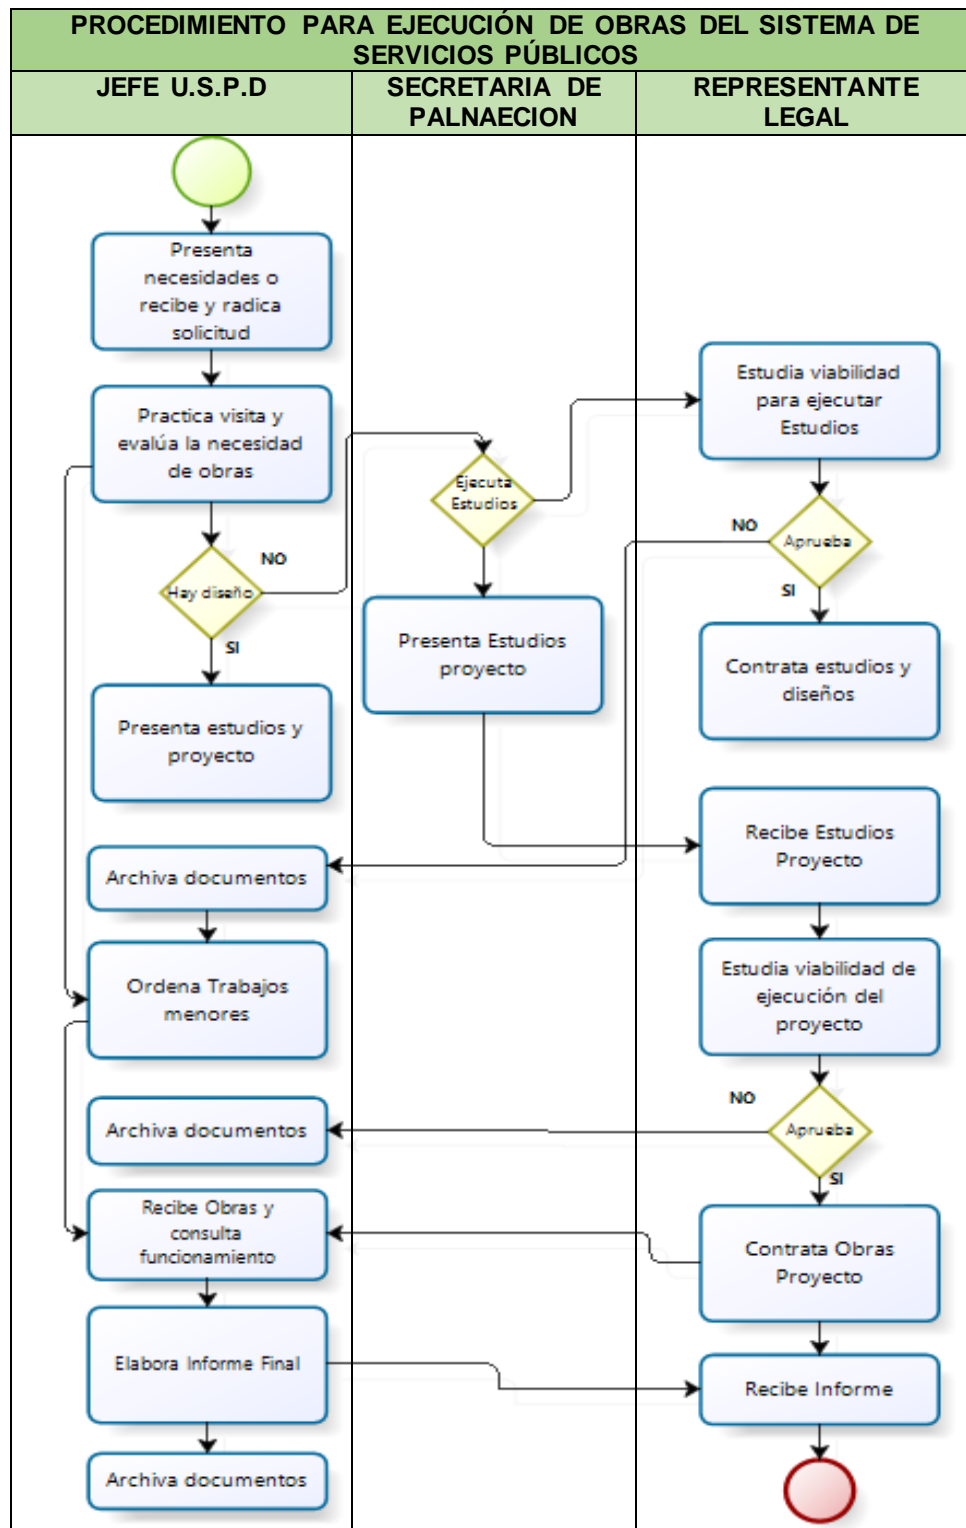 PROCEDIMIENTO PARA EJECUCIÓN DE OBRAS DEL SISTEMA DE
SERVICIOS PÚBLICOS
JEFE U.S.P.D
SECRETARIA DE
PALNAECION
REPRESENTANTE
LEGAL
Presenta
necesidades o
recibe y radica
solicitud
Practica visita y
evalúa la necesidad
de obras
Hay diseño
NO
SI
Presenta estudios y
proyecto
Archiva documentos
Ordena Trabajos
menores
Archiva documentos
Recibe Obras y
consulta
funcionamiento
Elabora Informe Final
Archiva documentos
Ejecuta
Estudios
Presenta Estudios
proyecto
Estudia viabilidad
para ejecutar
Estudios
NO
Aprueba
SI
Contrata estudios y
diseños
Recibe Estudios
Proyecto
Estudia viabilidad de
ejecución del
proyecto
NO
Aprueba
SI
Contrata Obras
Proyecto
Recibe Informe